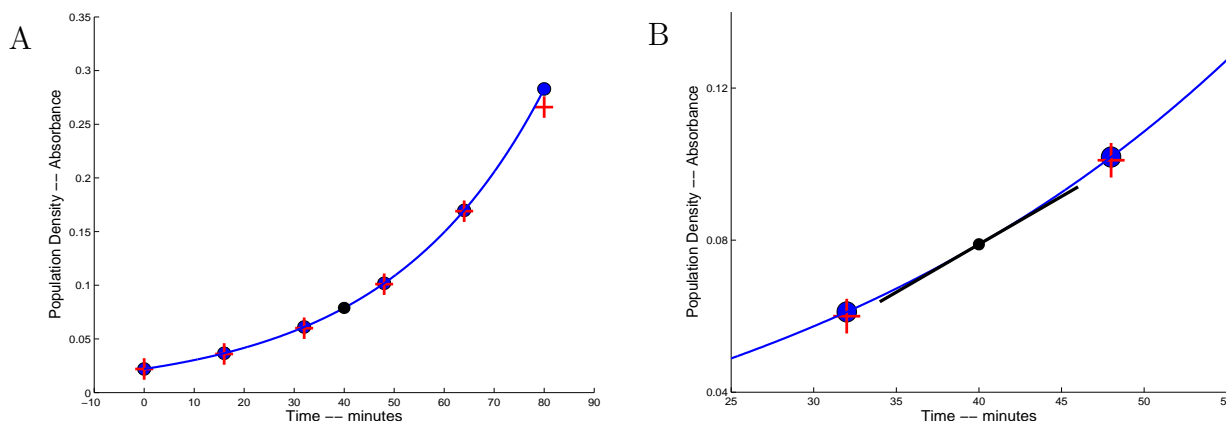 A
0.35
0.3
0.25
0.2
0.15
0.1
0.05
0
Population Density −− Absorbance
−10 0 10 20 30 40 50 60 70 80 90
Time −− minutes
B
0.12
0.08
0.04
Population Density −− Absorbance
25 30 35 40 45 50
Time −− minutes